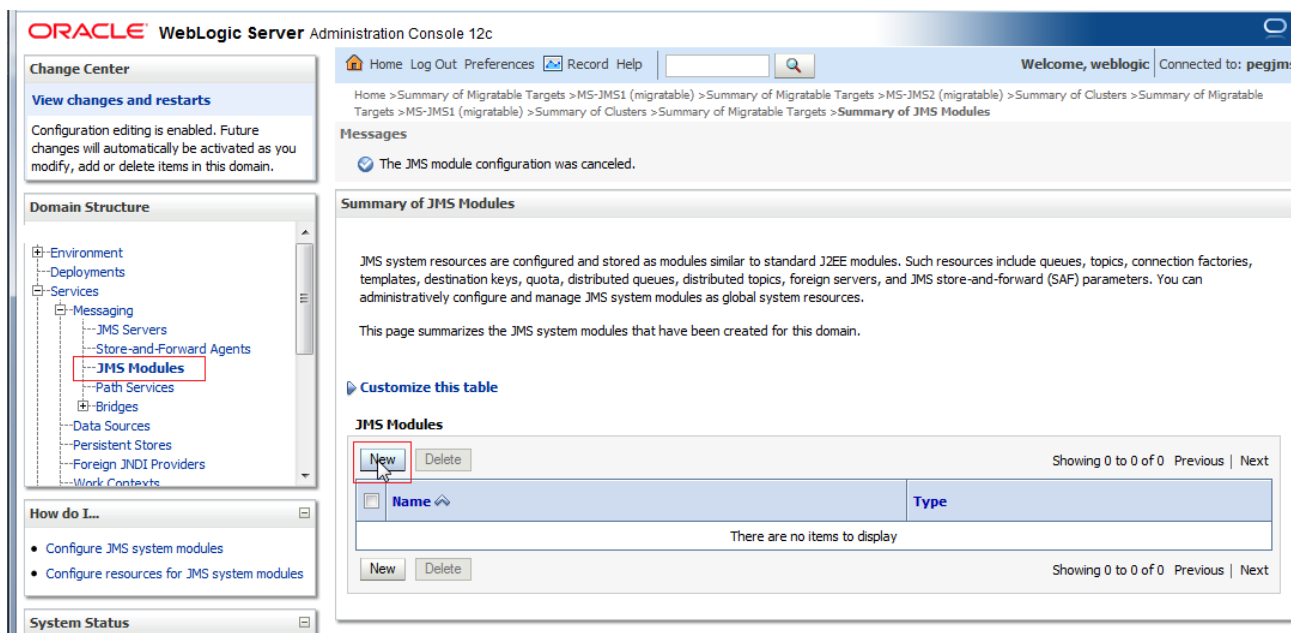 ORACLE WebLogic Server Administration Console 12c
Change Center
View changes and restarts
Configuration editing is enabled. Future
changes will automatically be activated as you
modify, add or delete items in this domain.
Domain Structure
Environment
Deployments
Services
Messaging
JMS Servers
Store-and-Forward Agents
JMS Modules
Path Services
Bridges
Data Sources
Persistent Stores
Foreign JNDI Providers
Work Contexts
How do I...
Configure JMS system modules
Configure resources for JMS system modules
System Status
Home Log Out Preferences Record Help
Welcome, weblogic Connected to: pegjms
Home >Summary of Migratable Targets >MS-JMS1 (migratable) >Summary of Migratable Targets >MS-JMS2 (migratable) >Summary of Clusters >Summary of Migratable
Targets >MS-JMS1 (migratable) >Summary of Clusters >Summary of Migratable Targets >Summary of JMS Modules
Messages
The JMS module configuration was canceled.
Summary of JMS Modules
JMS system resources are configured and stored as modules similar to standard J2EE modules. Such resources include queues, topics, connection factories,
templates, destination keys, quota, distributed queues, distributed topics, foreign servers, and JMS store-and-forward (SAF) parameters. You can
administratively configure and manage JMS system modules as global system resources.
This page summarizes the JMS system modules that have been created for this domain.
Customize this table
JMS Modules
New Delete Showing 0 to 0 of 0 Previous | Next
Name Type
There are no items to display
New Delete Showing 0 to 0 of 0 Previous | Next